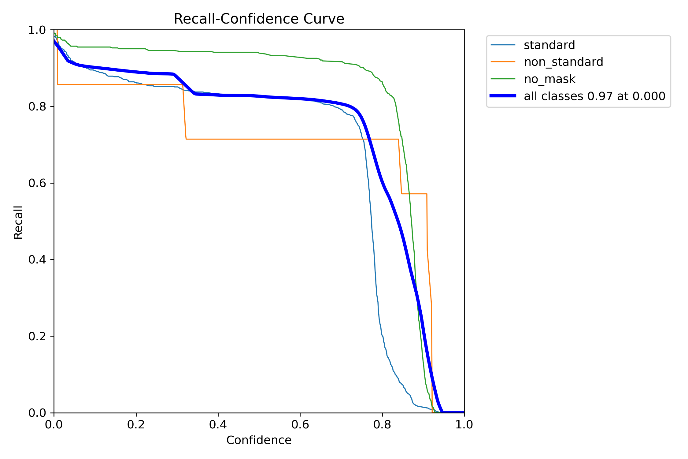 Recall-Confidence Curve
1.0
0.8
0.6
0.4
0.2
0.0
Recall
0.0 0.2 0.4 0.6 0.8 1.0
Confidence
standard
non_standard
no_mask
all classes 0.97 at 0.000